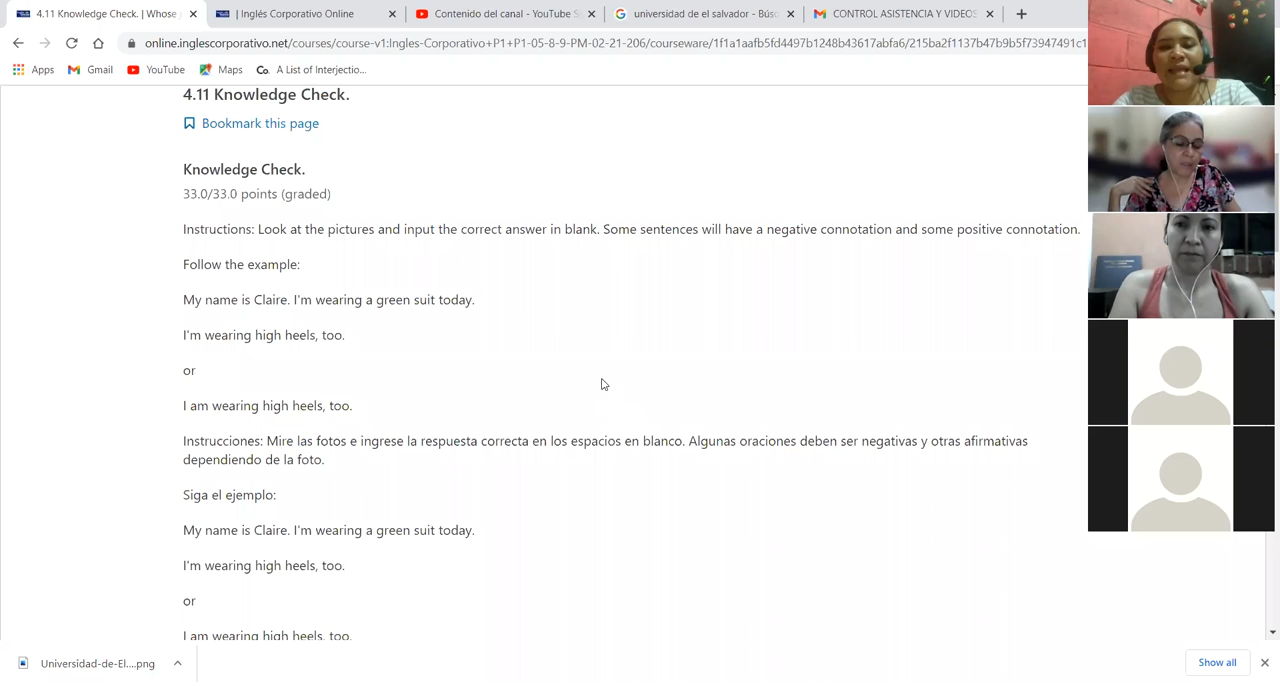 4.11 Knowledge Check. | Whose
| Inglés Corporativo Online
Contenido del canal - YouTube S
universidad de el salvador - Búsc
CONTROL ASISTENCIA Y VIDEOS
online.inglescorporativo.net/courses/course-v1:Ingles-Corporativo+P1+P1-05-8-9-PM-02-21-206/courseware/1f1a1aafb5fd4497b1248b43617abfa6/215ba2f1137b47b9b5f73947491c1
Apps
Gmail
YouTube
Maps
Co. A List of Interjectio...
4.11 Knowledge Check.
Bookmark this page
Knowledge Check.
33.0/33.0 points (graded)
Instructions: Look at the pictures and input the correct answer in blank. Some sentences will have a negative connotation and some positive connotation.
Follow the example:
My name is Claire. I'm wearing a green suit today.
I'm wearing high heels, too.
or
I am wearing high heels, too.
Instrucciones: Mire las fotos e ingrese la respuesta correcta en los espacios en blanco. Algunas oraciones deben ser negativas y otras afirmativas
dependiendo de la foto.
Siga el ejemplo:
My name is Claire. I'm wearing a green suit today.
I'm wearing high heels, too.
or
I am wearing high heels, too.
Universidad-de-El....png
Show all